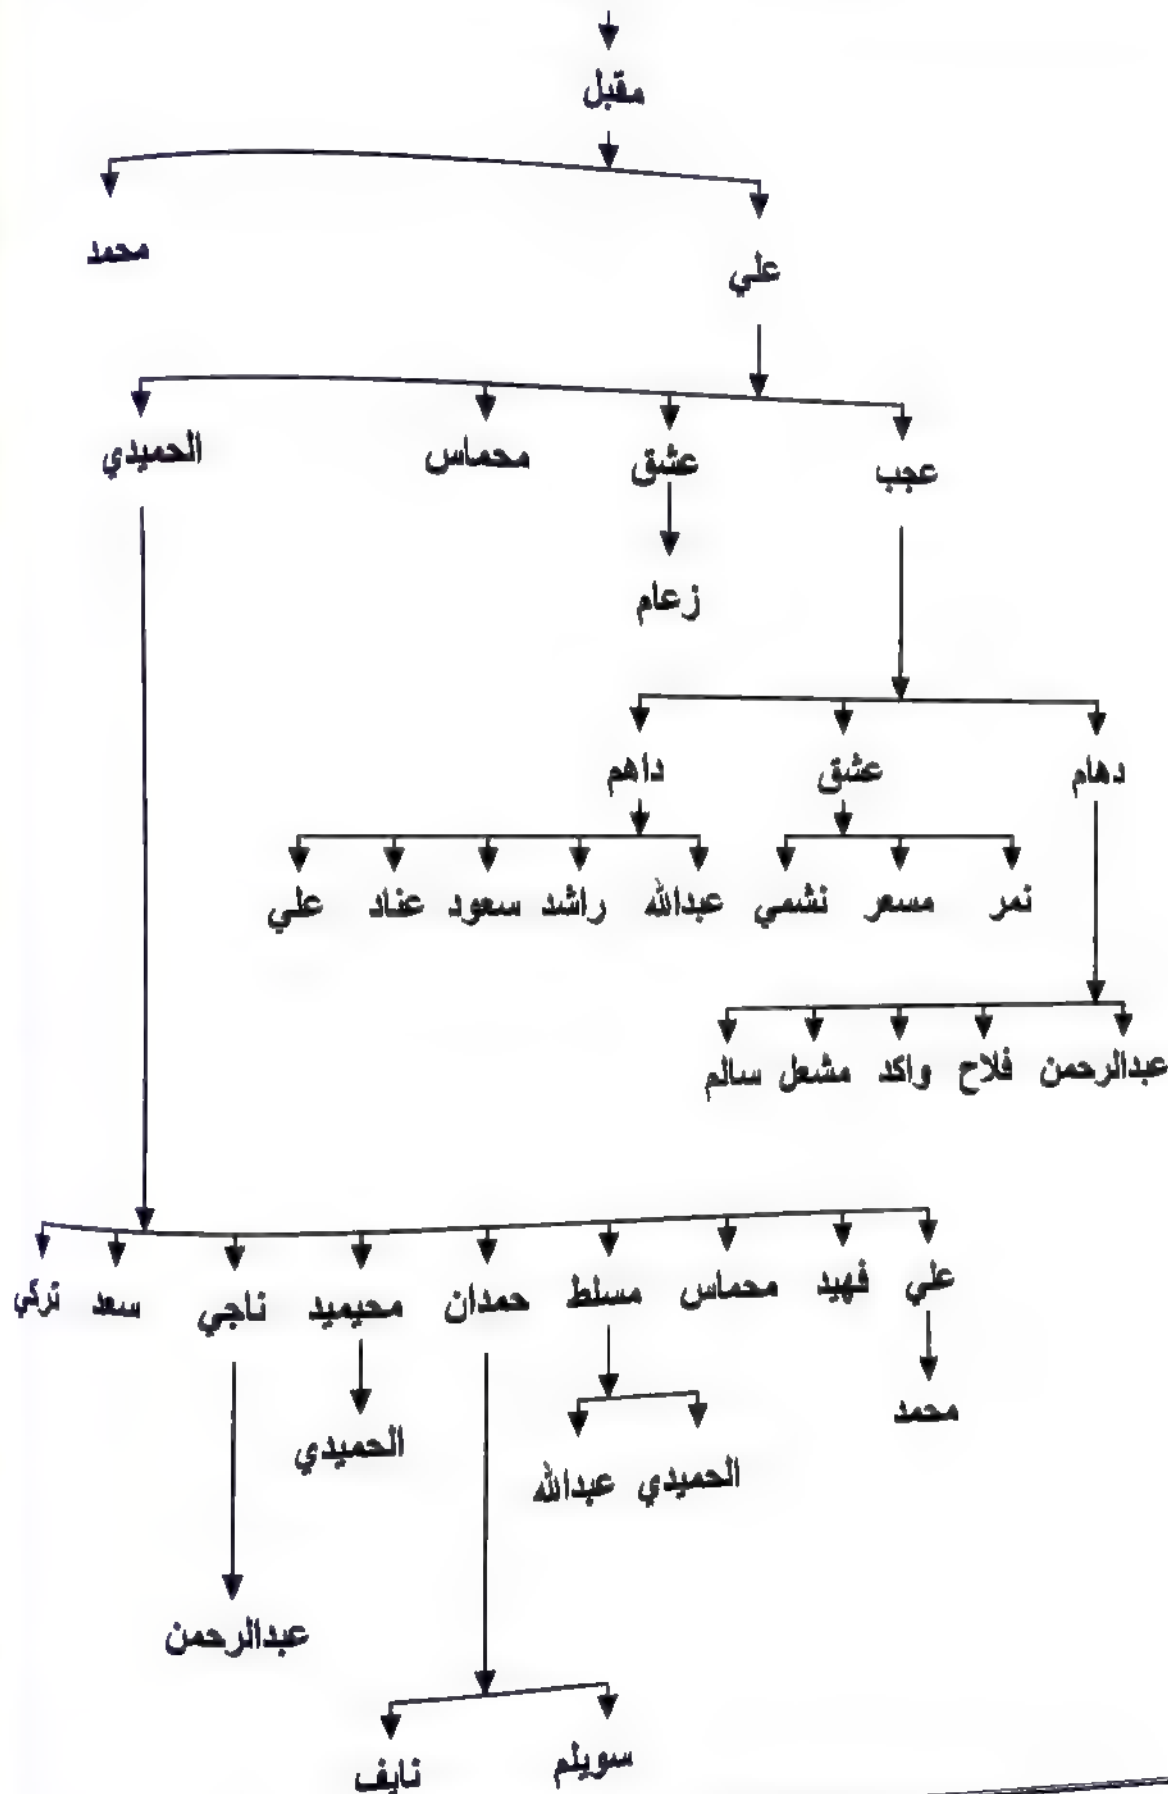 مقبل
علي محمد
عجب عشق محماس الحميدي
زعام
دهام عشق داهم
نمر مسعر نشمي عبدالله راشد سعود عناد علي
عبدالرحمن فلاح واكد مشعل سالم
علي فهيد محماس مسلط حمدان محيميد ناجي سعد تركي
محمد
الحميدي عبدالله الحميدي
عبدالرحمن
سويلم نايف